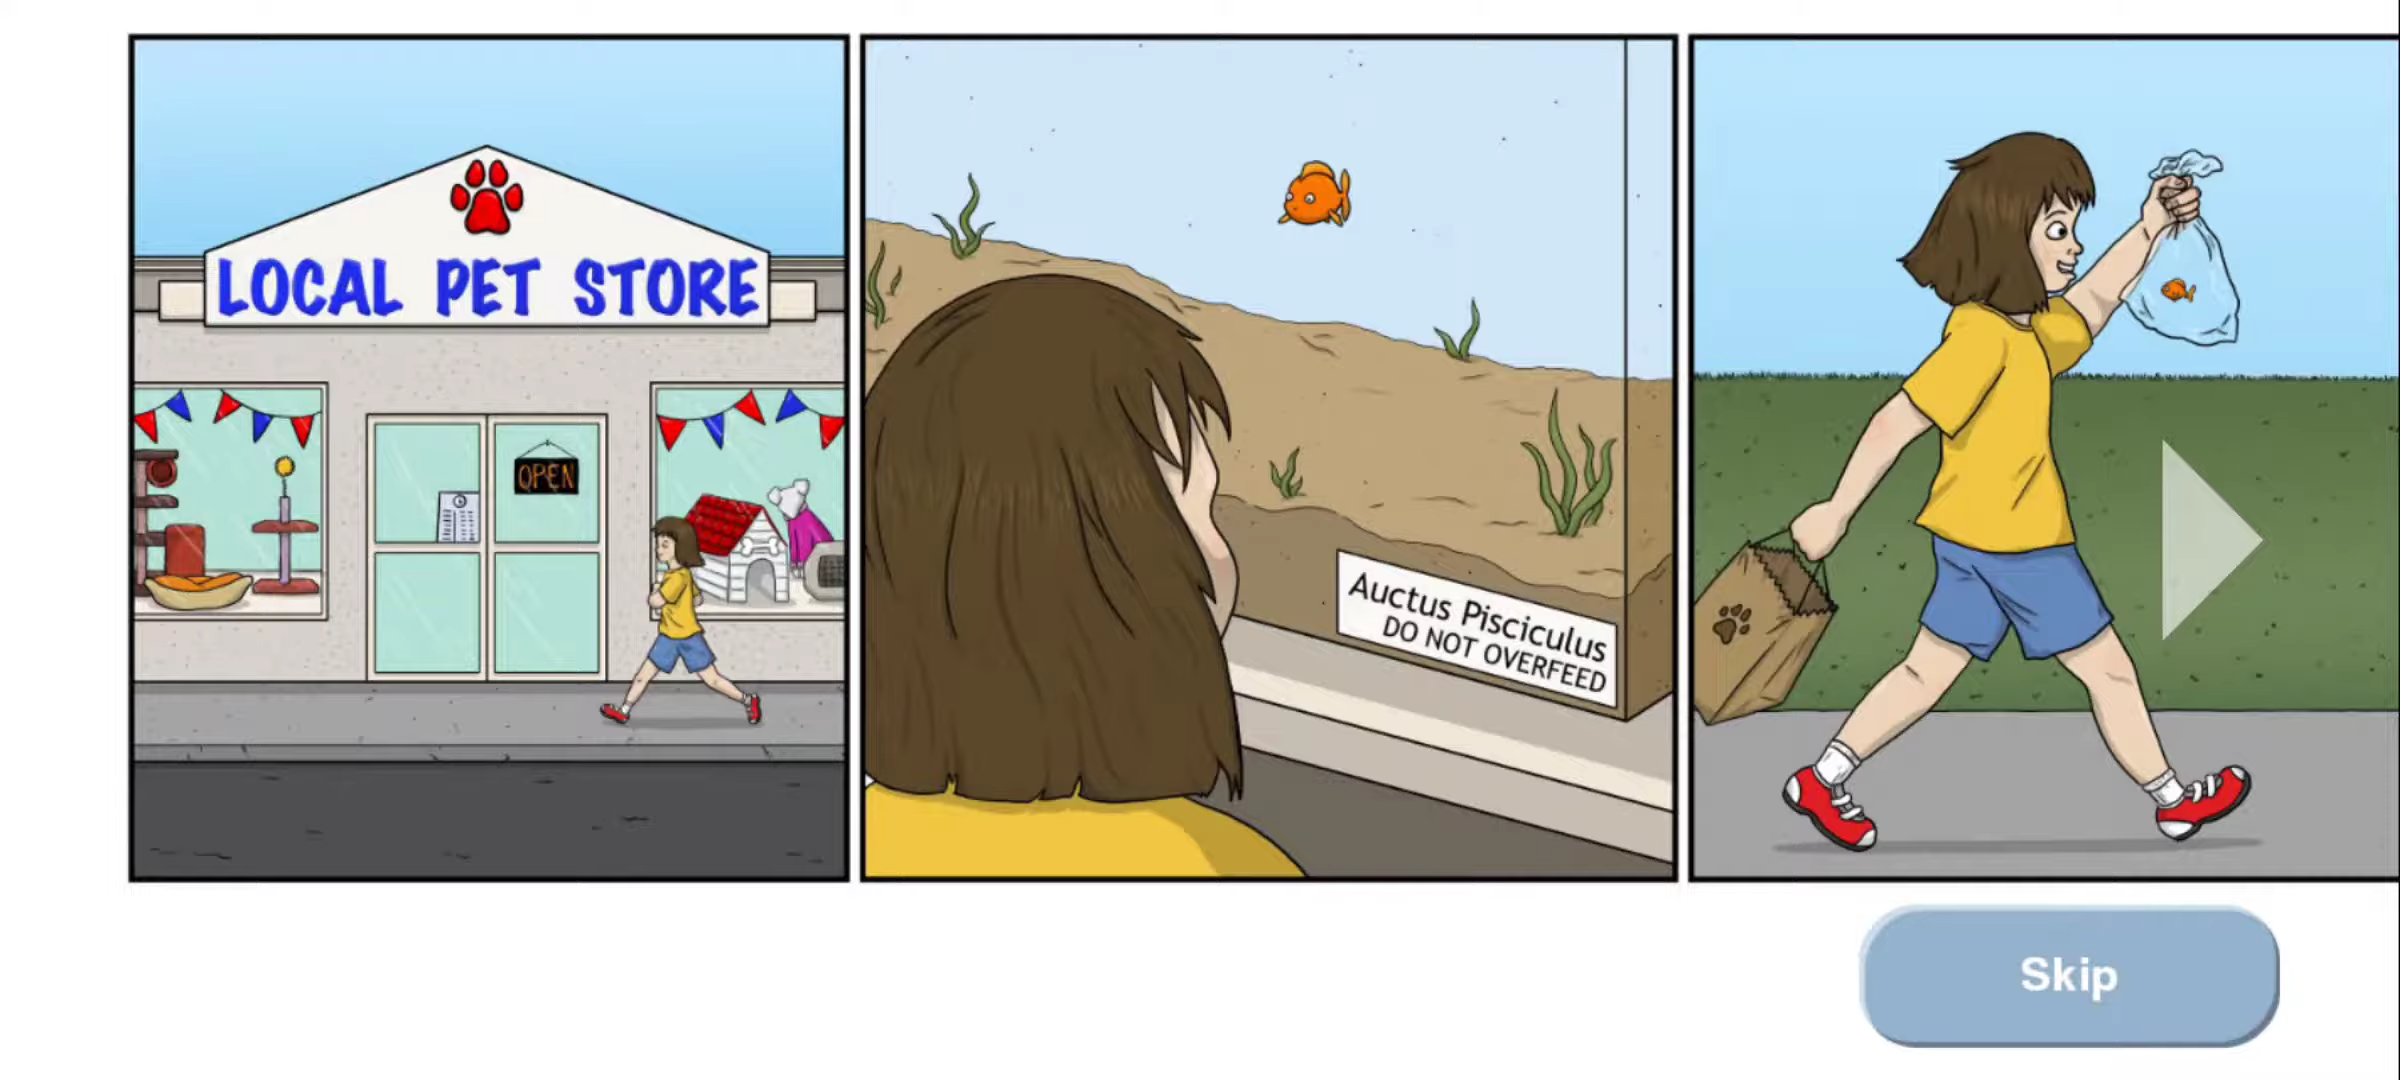 LOCAL PET STORE
OPEN
Auctus Pisciculus
DO NOT OVERFEED
Skip